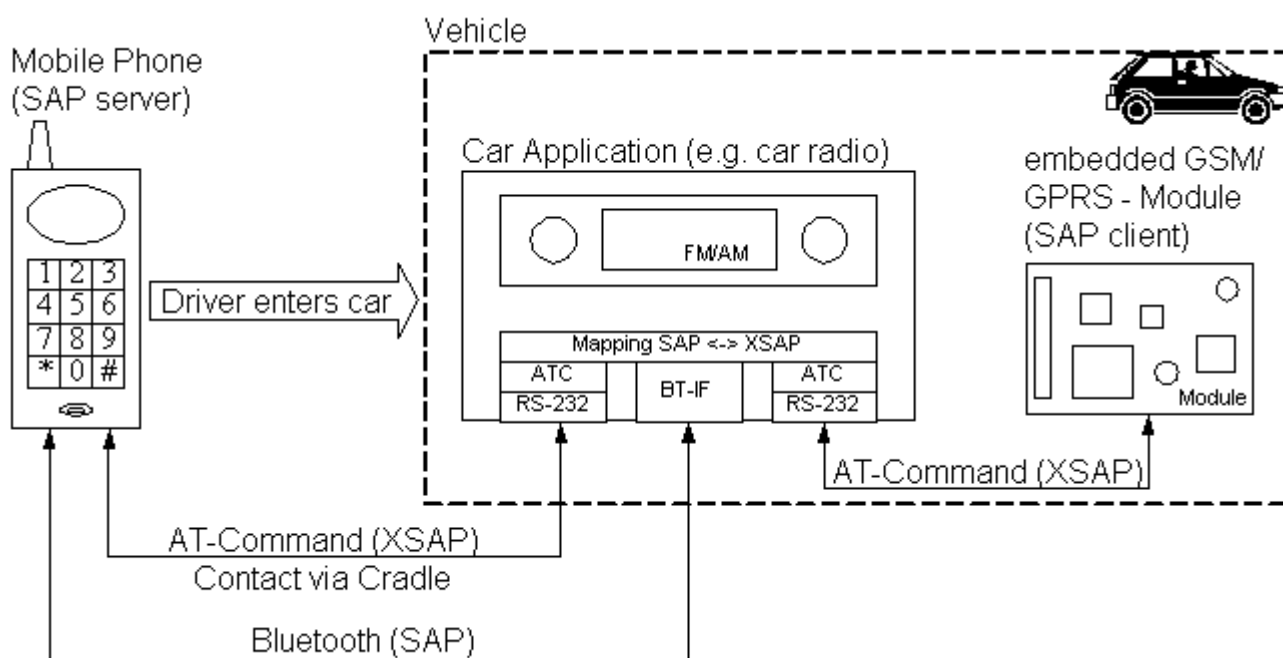 Vehicle
Mobile Phone
(SAP server)
Car Application (e.g. car radio)
embedded GSM/
GPRS - Module
(SAP client)
FM/AM
1 2 3
4 5 6
7 8 9
* 0 #
Driver enters car
Mapping SAP <-> XSAP
ATC
RS-232
BT-IF
ATC
RS-232
Module
AT-Command (XSAP)
AT-Command (XSAP)
Contact via Cradle
Bluetooth (SAP)